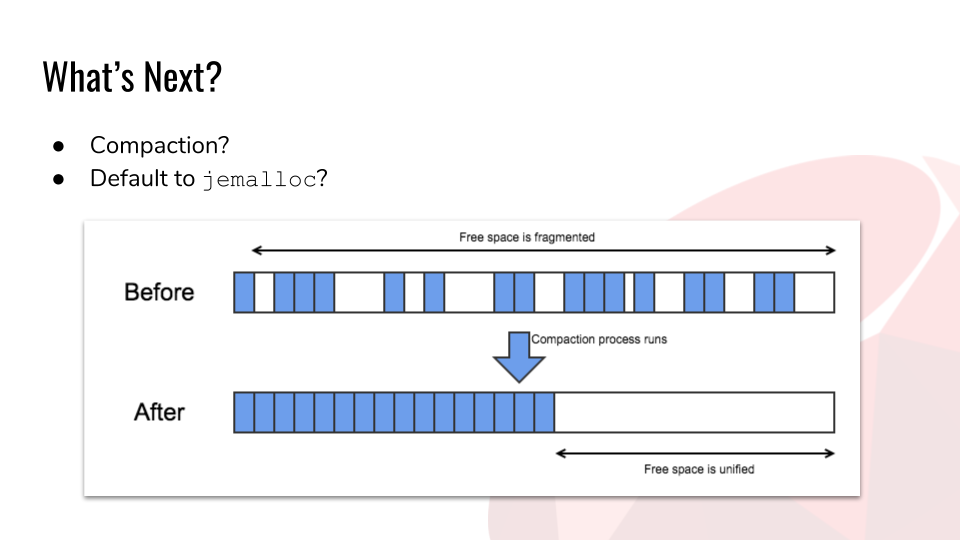 What’s Next?
● Compaction?
● Default to jemalloc?
Free space is fragmented
Before
Compaction process runs
After
Free space is unified